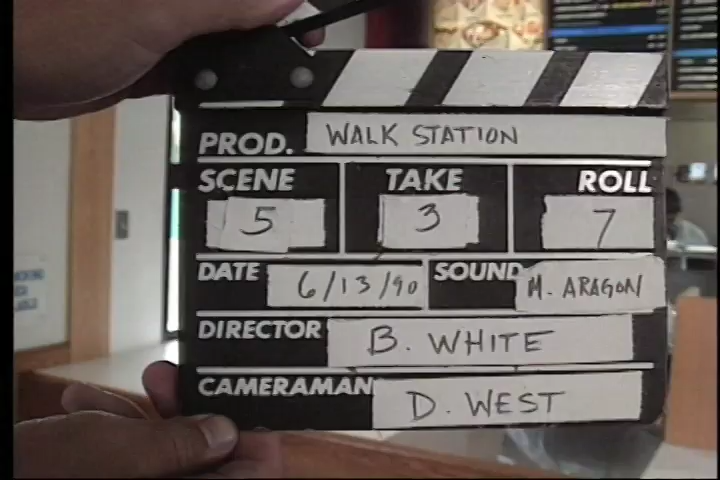 PROD. WALK STATION
SCENE TAKE ROLL
5 3 7
DATE 6/13/90 SOUND M. ARAGON
DIRECTOR B. WHITE
CAMERAMAN D. WEST